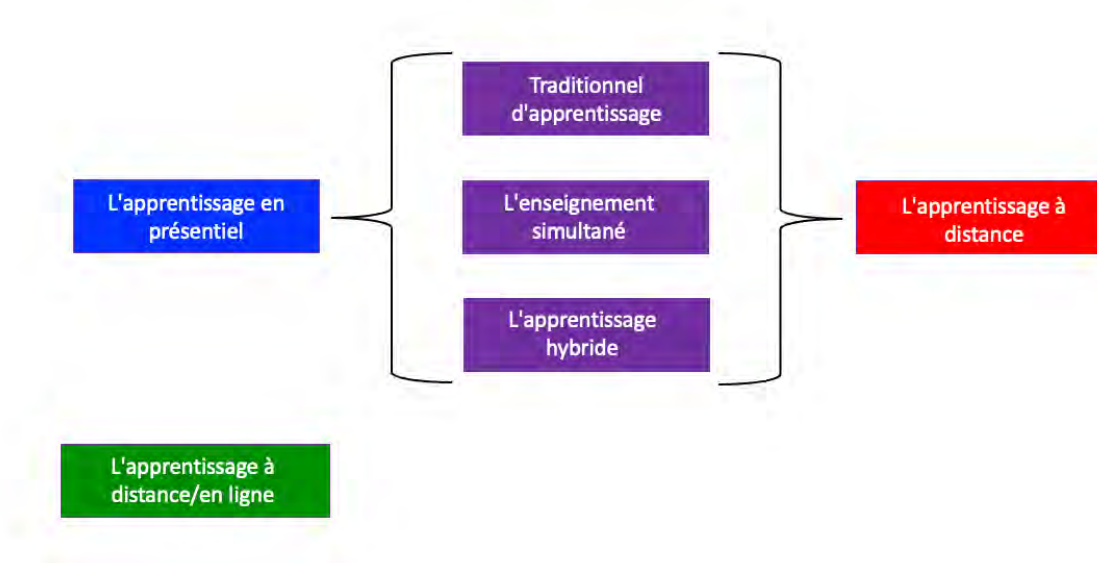 Traditionnel
d'apprentissage
L'apprentissage en
présentiel
L'enseignement
simultané
L'apprentissage à
distance
L'apprentissage
hybride
L'apprentissage à
distance/en ligne